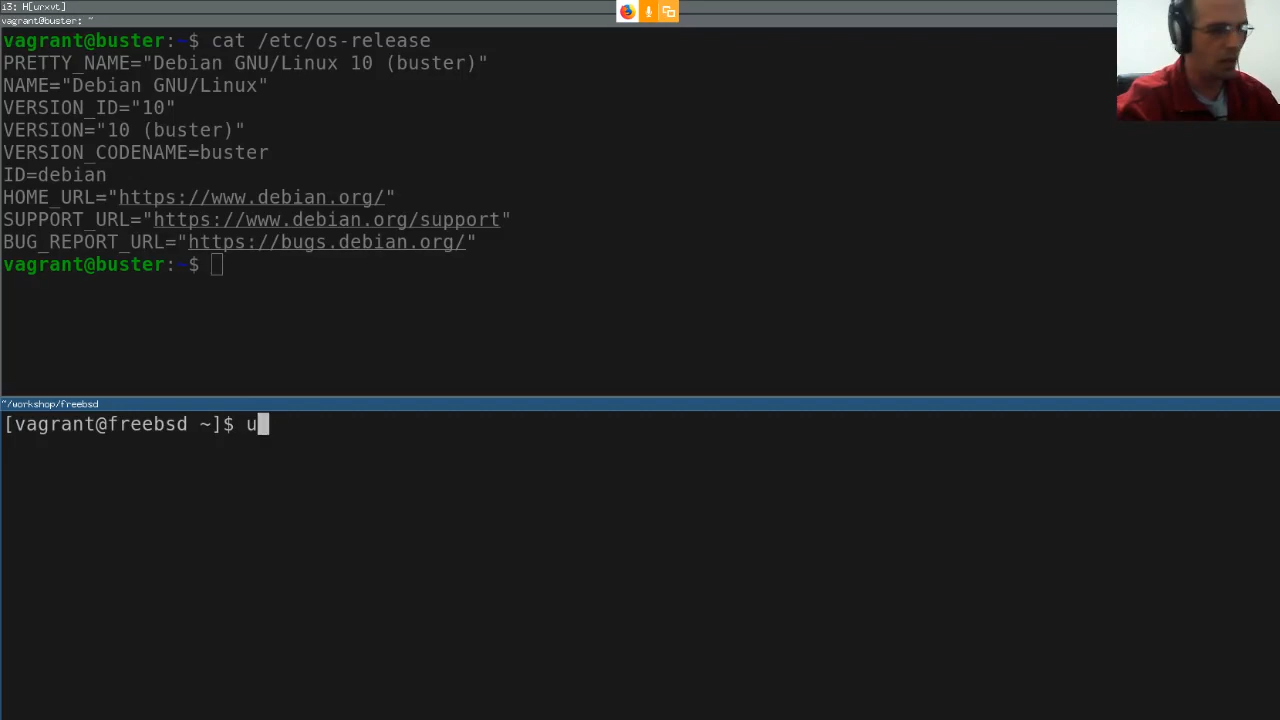 i3: H[urxvt]
vagrant@buster: ~
vagrant@buster:~$ cat /etc/os-release
PRETTY_NAME="Debian GNU/Linux 10 (buster)"
NAME="Debian GNU/Linux"
VERSION_ID="10"
VERSION="10 (buster)"
VERSION_CODENAME=buster
ID=debian
HOME_URL="https://www.debian.org/"
SUPPORT_URL="https://www.debian.org/support"
BUG_REPORT_URL="https://bugs.debian.org/"
vagrant@buster:~$
~/workshop/freebsd
[vagrant@freebsd ~]$ u